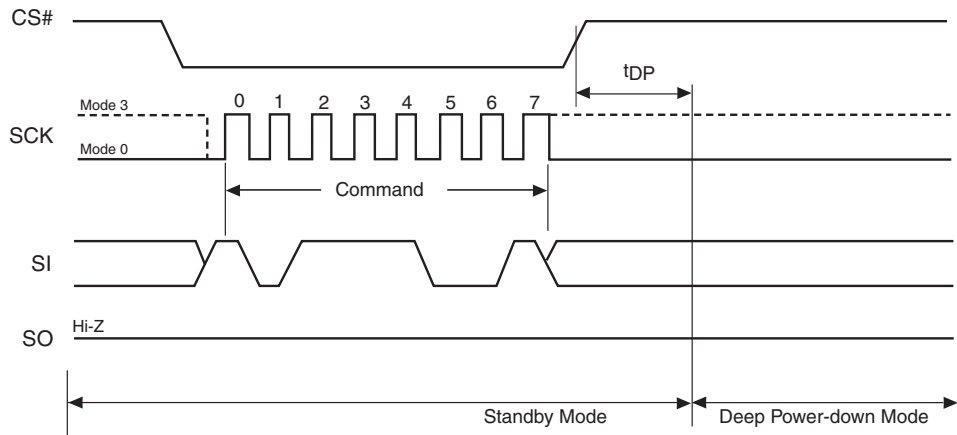 CS#
tDP
Mode 3
0 1 2 3 4 5 6 7
SCK
Mode 0
Command
SI
Hi-Z
SO
Standby Mode
Deep Power-down Mode